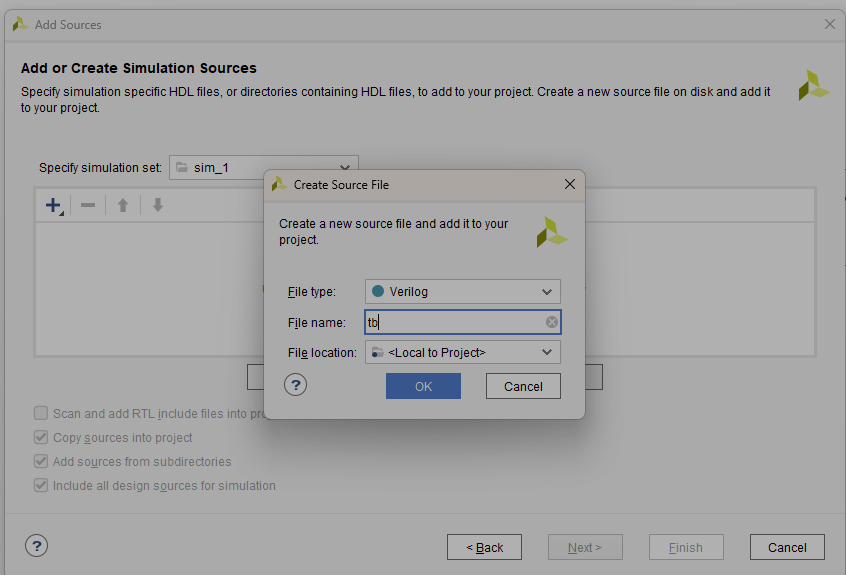 Add Sources
Add or Create Simulation Sources
Specify simulation specific HDL files, or directories containing HDL files, to add to your project. Create a new source file on disk and add it
to your project.
Specify simulation set: sim_1
Create Source File
Create a new source file and add it to your
project.
File type: Verilog
File name: tb
File location: <Local to Project>
? OK Cancel
Scan and add RTL include files into
Copy sources into project
Add sources from subdirectories
Include all design sources for simulation
? < Back Next > Finish Cancel